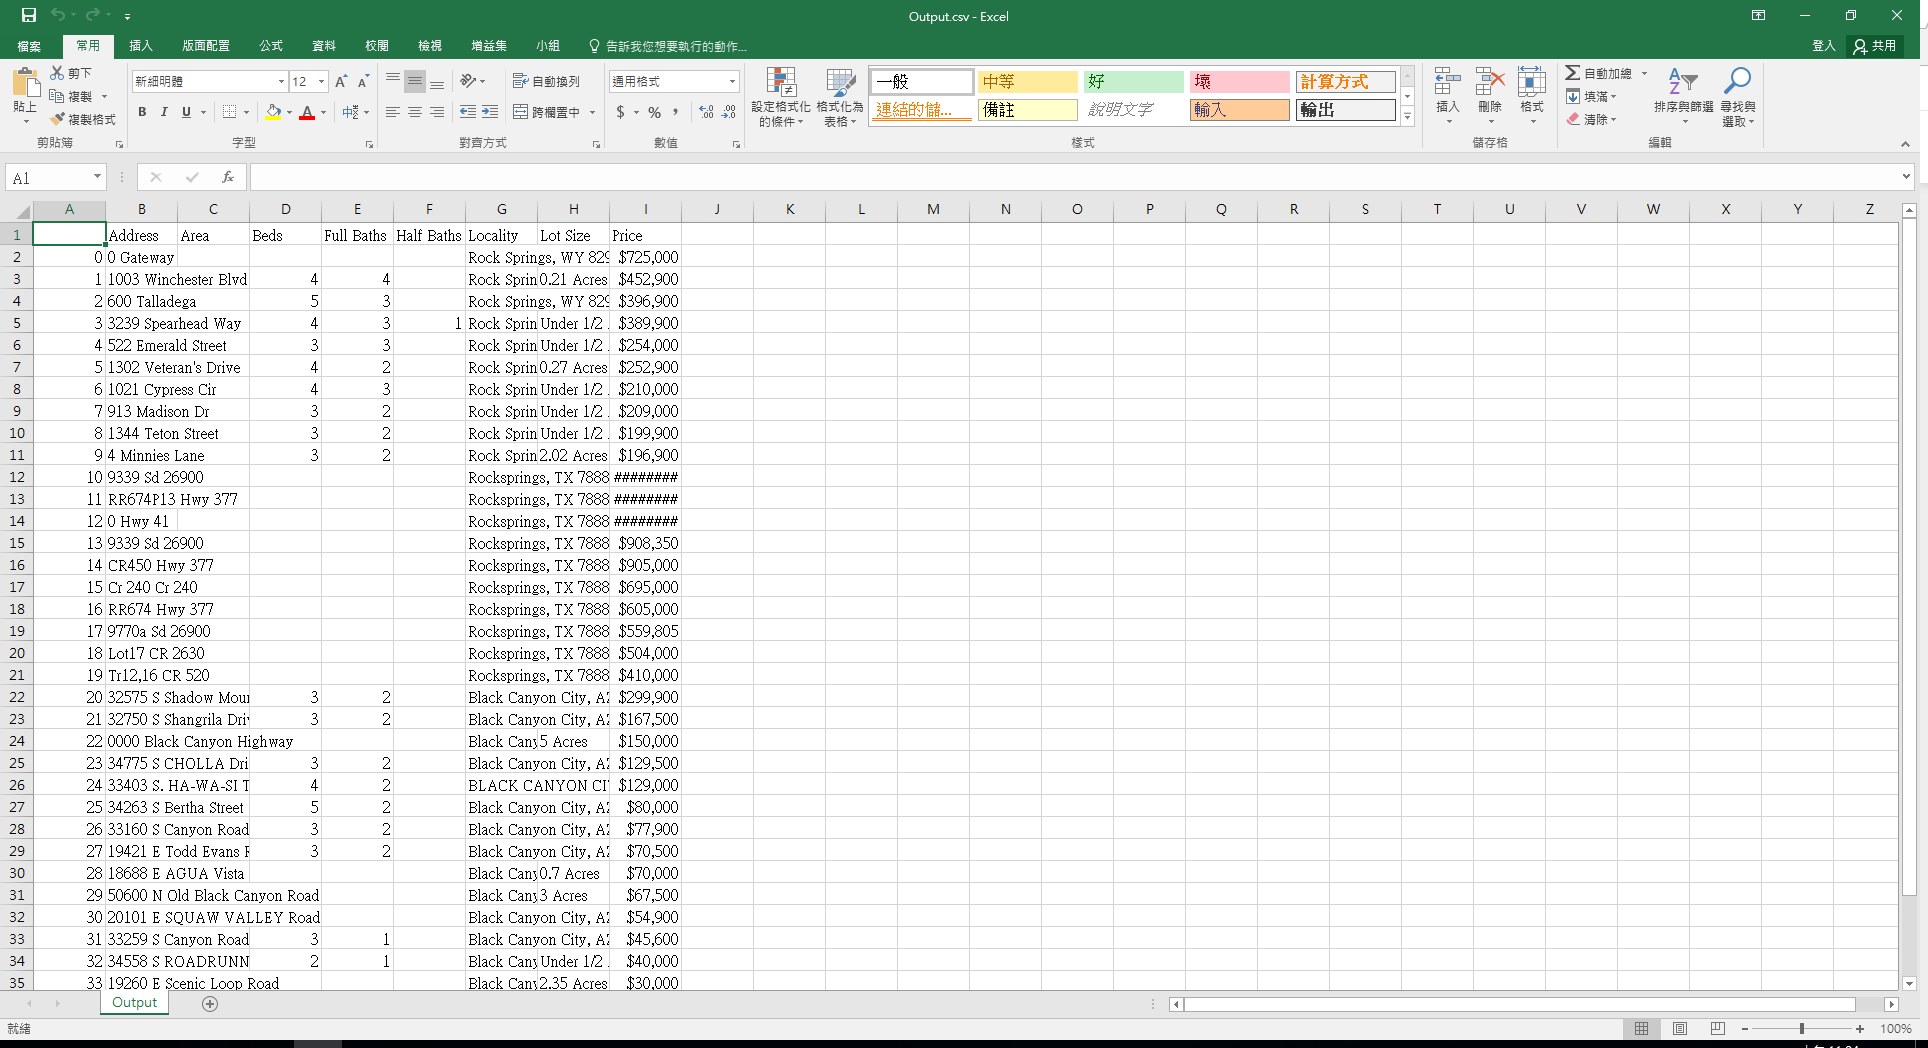 Output.csv - Excel
檔案 常用 插入 版面配置 公式 資料 校閱 檢視 增益集 小組 告訴我您想要執行的動作... 登入 共用
貼上 剪下 複製 複製格式 剪貼簿
新細明體 12 B I U A 中 字型
自動換列 跨欄置中 對齊方式
通用格式 $ % , 數值
設定格式化的條件 格式化為表格 一般 中等 好 壞 計算方式
連結的儲... 備註 說明文字 輸入 輸出 樣式
插入 刪除 格式 儲存格
自動加總 填滿 清除 排序與篩選 尋找與選取 編輯
A1 fx
A B C D E F G H I J K L M N O P Q R S T U V W X Y Z
1 Address Area Beds Full Baths Half Baths Locality Lot Size Price
2 0 0 Gateway Rock Springs, WY 829 $725,000
3 1 1003 Winchester Blvd 4 4 Rock Sprin 0.21 Acres $452,900
4 2 600 Talladega 5 3 Rock Springs, WY 829 $396,900
5 3 3239 Spearhead Way 4 3 1 Rock Sprin Under 1/2 $389,900
6 4 522 Emerald Street 3 3 Rock Sprin Under 1/2 $254,000
7 5 1302 Veteran's Drive 4 2 Rock Sprin 0.27 Acres $252,900
8 6 1021 Cypress Cir 4 3 Rock Sprin Under 1/2 $210,000
9 7 913 Madison Dr 3 2 Rock Sprin Under 1/2 $209,000
10 8 1344 Teton Street 3 2 Rock Sprin Under 1/2 $199,900
11 9 4 Minnies Lane 3 2 Rock Sprin 2.02 Acres $196,900
12 10 9339 Sd 26900 Rocksprings, TX 7888 ########
13 11 RR674P13 Hwy 377 Rocksprings, TX 7888 ########
14 12 0 Hwy 41 Rocksprings, TX 7888 ########
15 13 9339 Sd 26900 Rocksprings, TX 7888 $908,350
16 14 CR450 Hwy 377 Rocksprings, TX 7888 $905,000
17 15 Cr 240 Cr 240 Rocksprings, TX 7888 $695,000
18 16 RR674 Hwy 377 Rocksprings, TX 7888 $605,000
19 17 9770a Sd 26900 Rocksprings, TX 7888 $559,805
20 18 Lot17 CR 2630 Rocksprings, TX 7888 $504,000
21 19 Tr12,16 CR 520 Rocksprings, TX 7888 $410,000
22 20 32575 S Shadow Mou 3 2 Black Canyon City, AZ $299,900
23 21 32750 S Shangrila Dri 3 2 Black Canyon City, AZ $167,500
24 22 0000 Black Canyon Highway Black Cany 5 Acres $150,000
25 23 34775 S CHOLLA Dri 3 2 Black Canyon City, AZ $129,500
26 24 33403 S. HA-WA-SI T 4 2 BLACK CANYON CI $129,000
27 25 34263 S Bertha Street 5 2 Black Canyon City, AZ $80,000
28 26 33160 S Canyon Road 3 2 Black Canyon City, AZ $77,900
29 27 19421 E Todd Evans 3 2 Black Canyon City, AZ $70,500
30 28 18688 E AGUA Vista Black Cany 0.7 Acres $70,000
31 29 50600 N Old Black Canyon Road Black Cany 3 Acres $67,500
32 30 20101 E SQUAW VALLEY Road Black Canyon City, AZ $54,900
33 31 33259 S Canyon Road 3 1 Black Canyon City, AZ $45,600
34 32 34558 S ROADRUNN 2 1 Black Cany Under 1/2 $40,000
35 33 19260 E Scenic Loop Road Black Cany 2.35 Acres $30,000
Output
就緒 100%